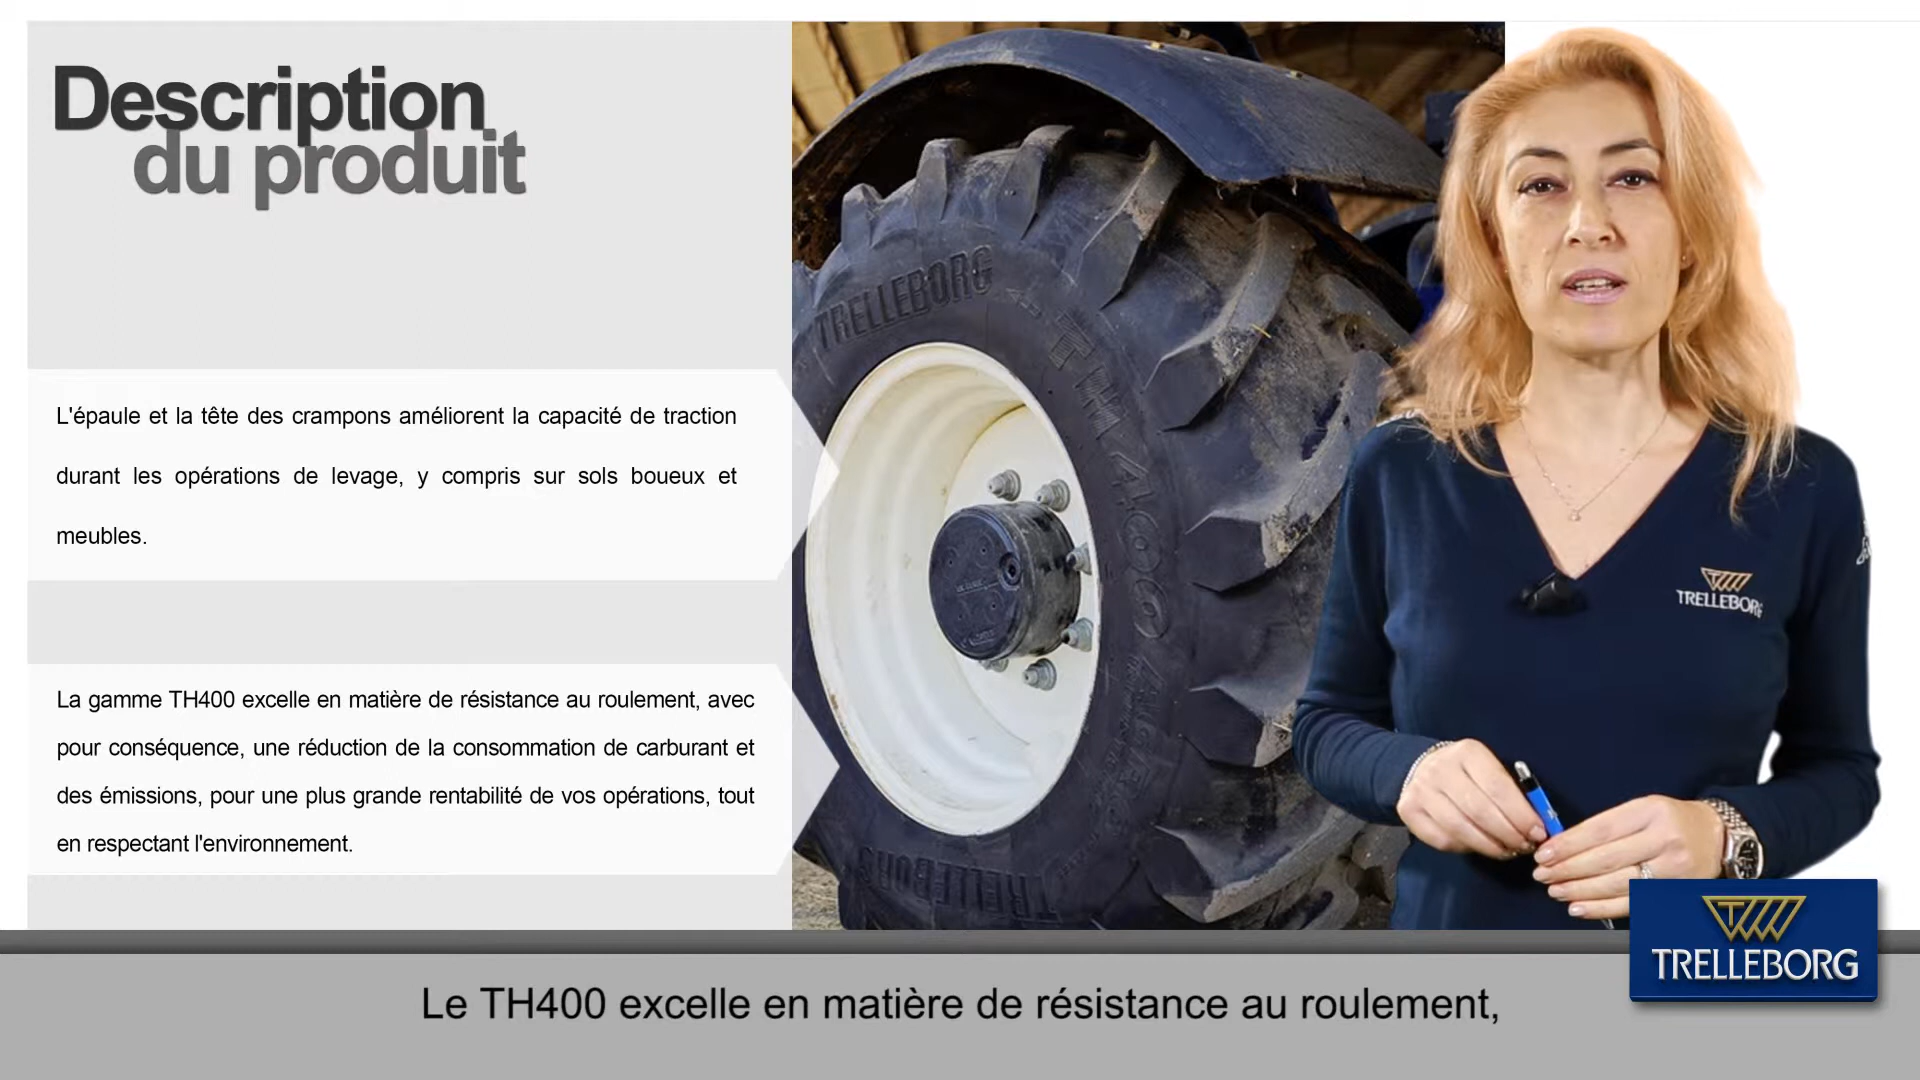 Description
du produit
L'épaule et la tête des crampons améliorent la capacité de traction
durant les opérations de levage, y compris sur sols boueux et
meubles.
La gamme TH400 excelle en matière de résistance au roulement, avec
pour conséquence, une réduction de la consommation de carburant et
des émissions, pour une plus grande rentabilité de vos opérations, tout
en respectant l'environnement.
TRELLEBORG
TH400
TRELLEBORG
TRELLEBORG
TRELLEBORG
Le TH400 excelle en matière de résistance au roulement,